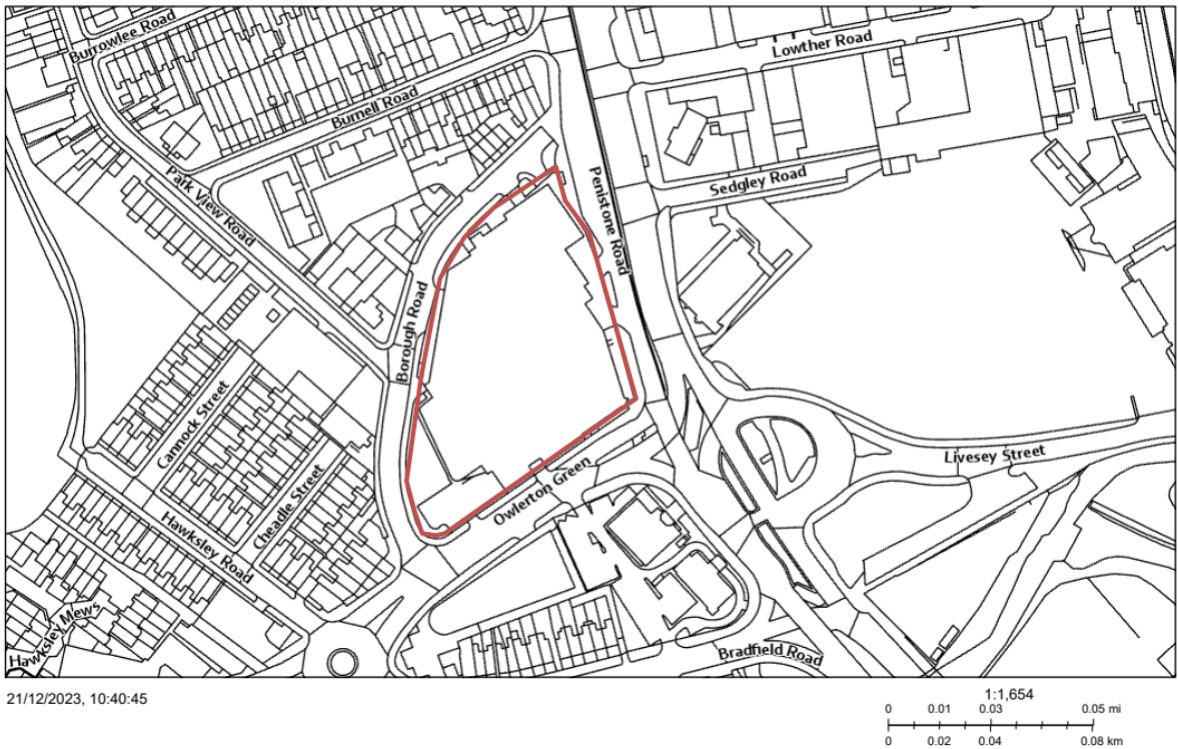 Burrowlee Road
Lowther Road
Burnell Road
Park View Road
Penistone Road
Sedgley Road
Borough Road
Cannock Street
Cheadle Street
Owlerton Green
Livesey Street
Hawksley Road
Hawksley Mews
Bradfield Road
21/12/2023, 10:40:45
1:1,654
0 0.01 0.03 0.05 mi
0 0.02 0.04 0.08 km